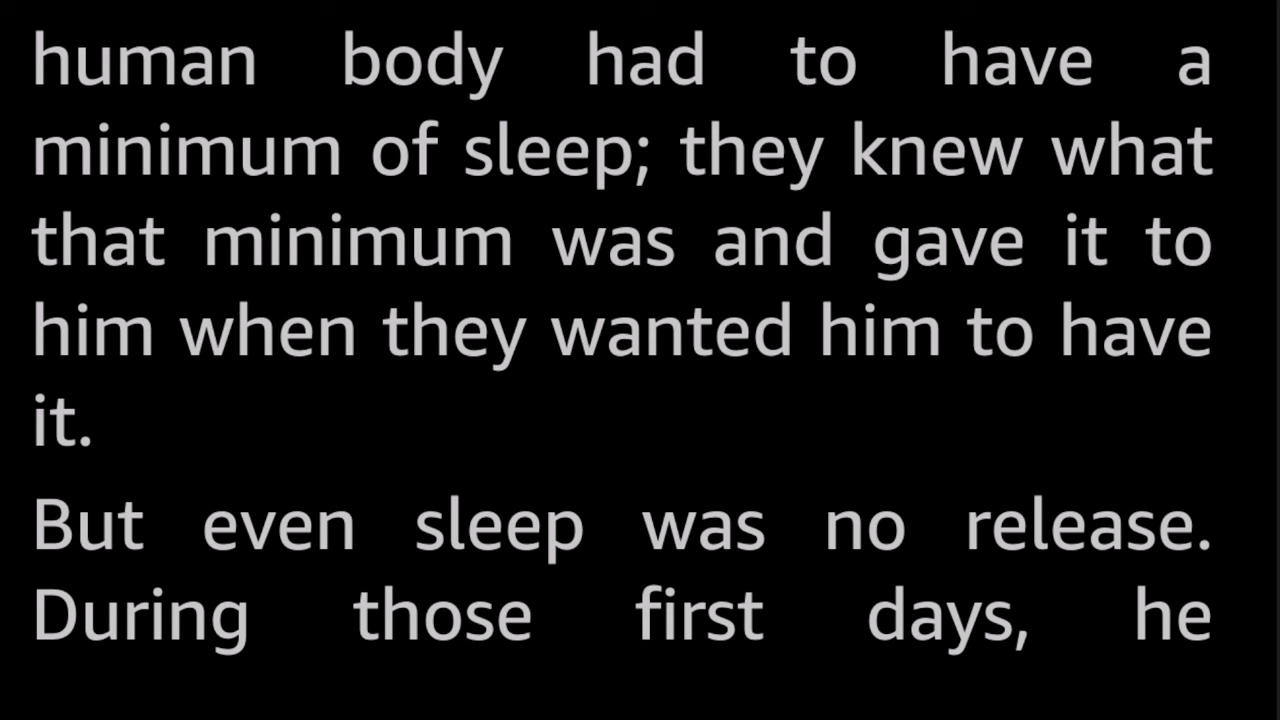 human body had to have a
minimum of sleep; they knew what
that minimum was and gave it to
him when they wanted him to have
it.
But even sleep was no release.
During those first days, he